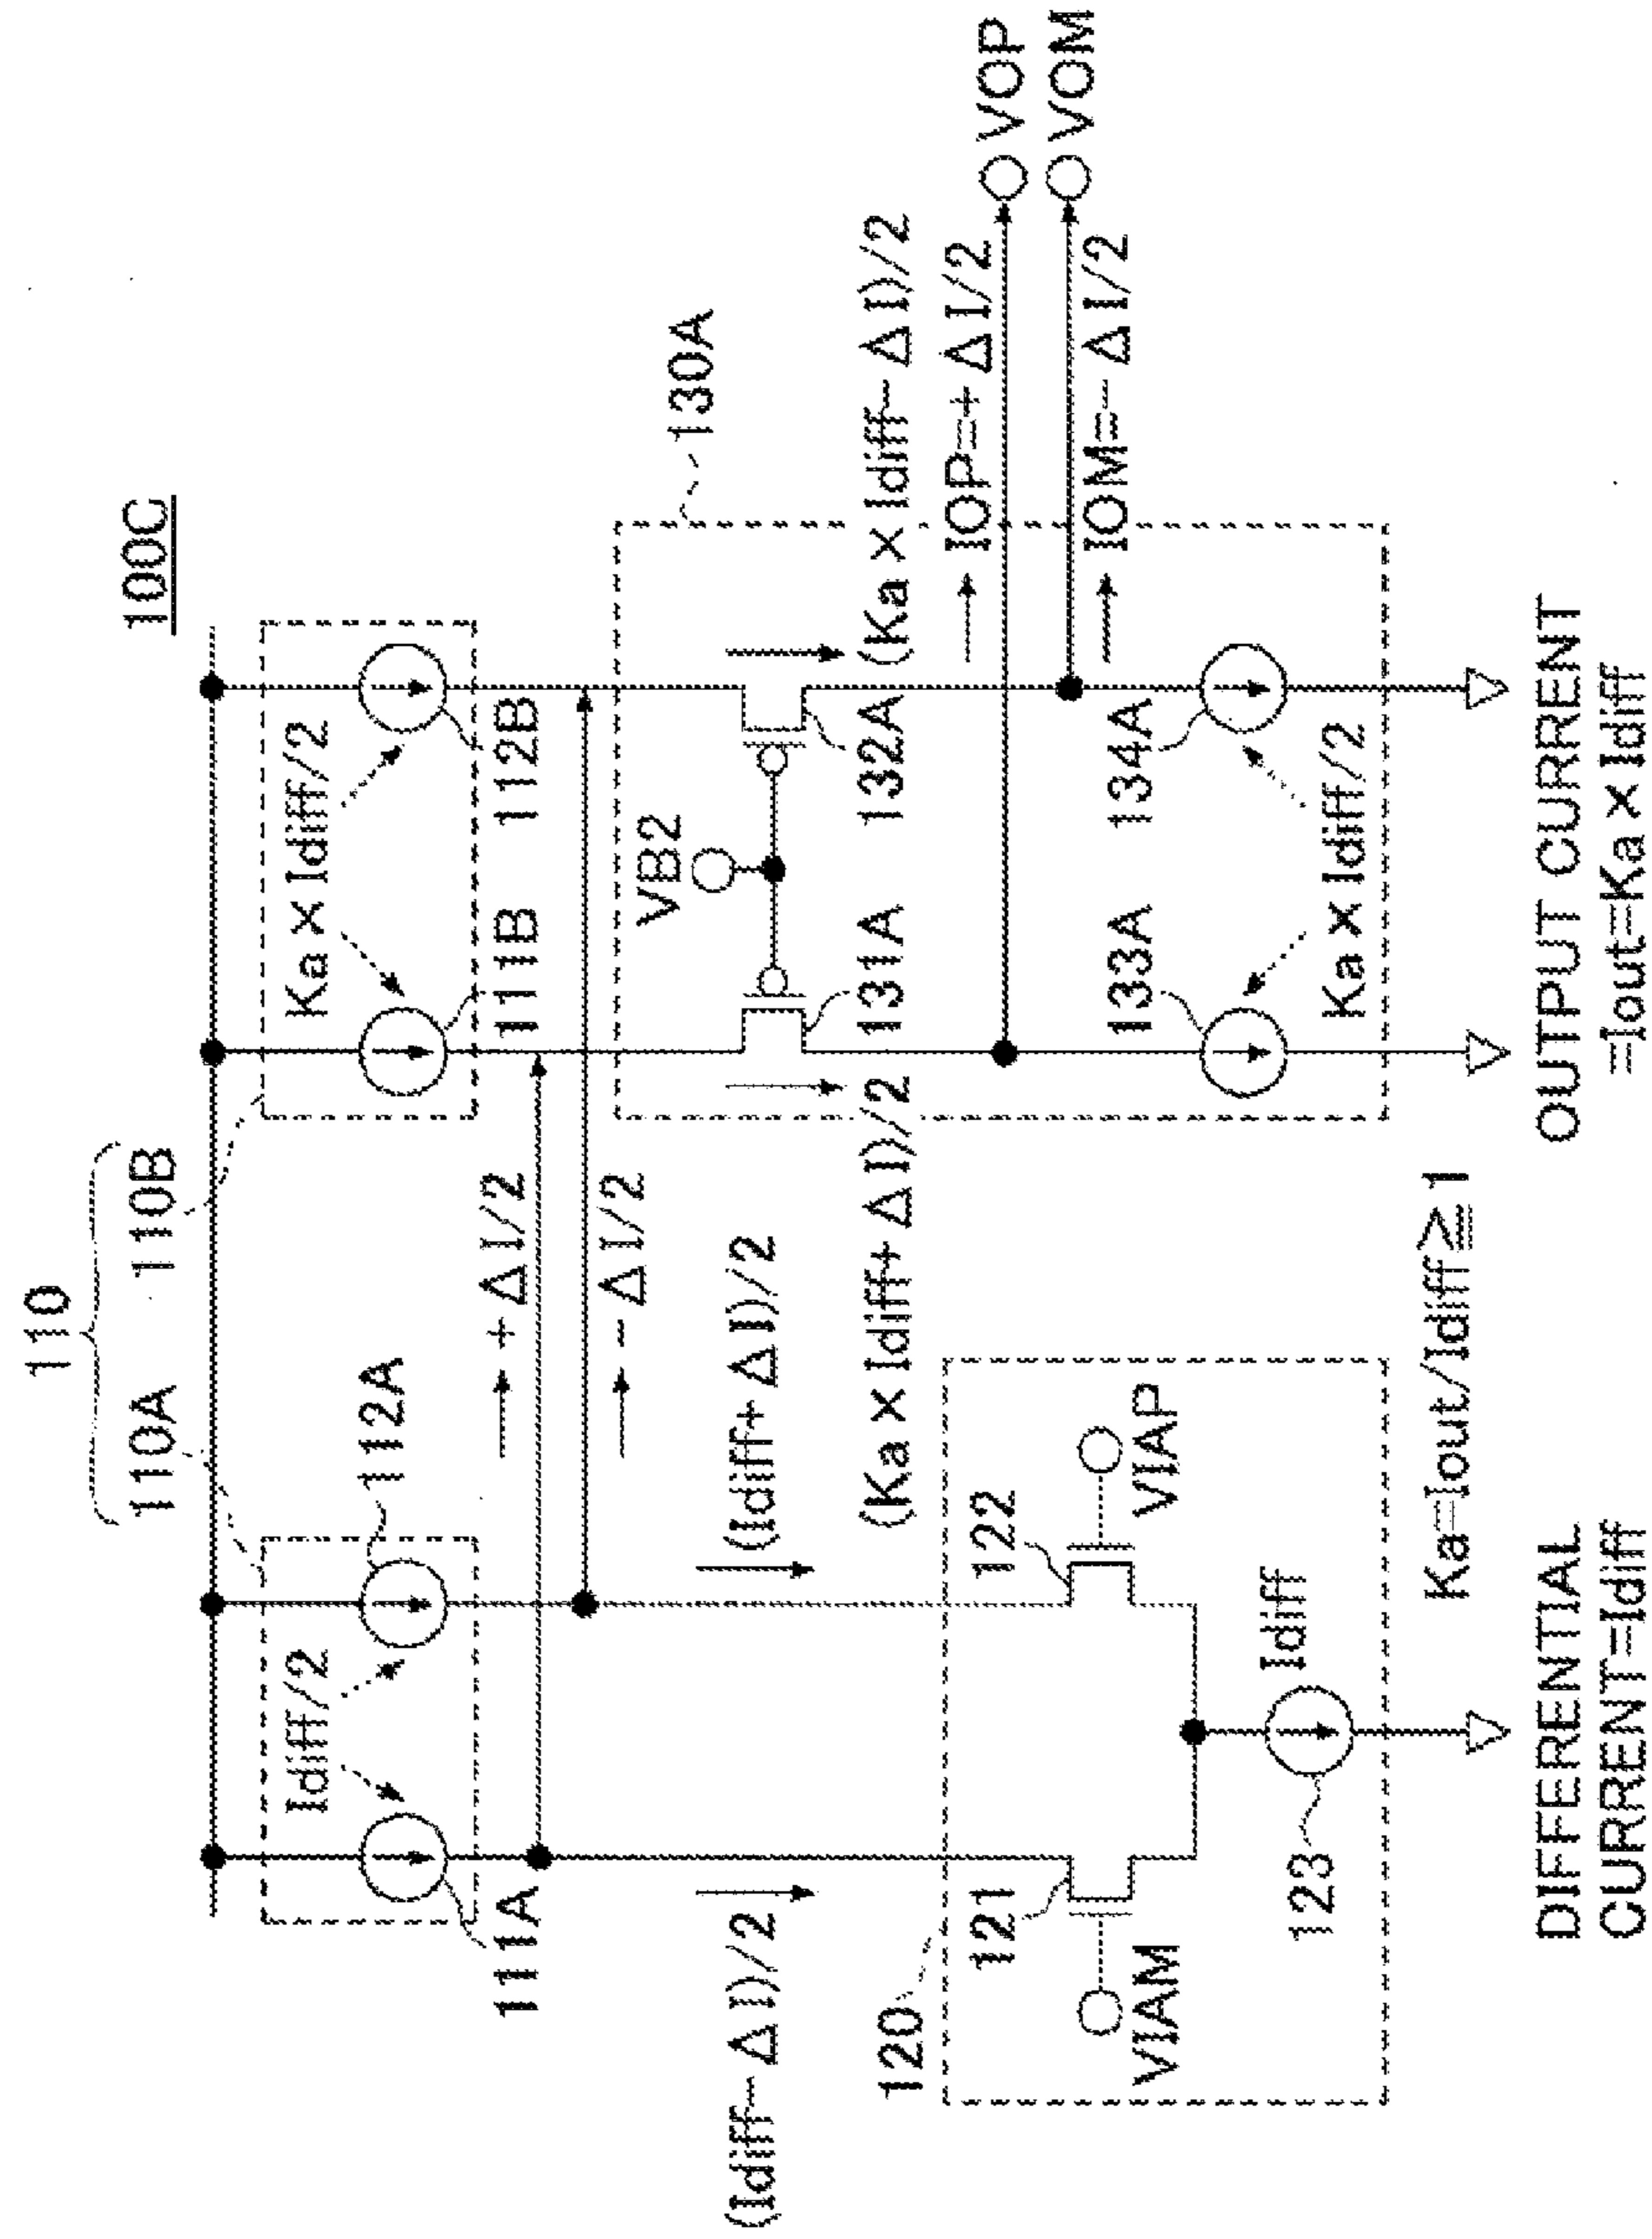 100C
110
110A 110B
Idiff/2
Ka × Idiff/2
112A
111A
111B 112B
+ΔI/2
−ΔI/2
VB2
130A
(Idiff−ΔI)/2
(Idiff+ΔI)/2
131A
132A
(Ka × Idiff+ΔI)/2
(Ka × Idiff−ΔI)/2
120
121
122
IOP=+ΔI/2
VOP
IOM=−ΔI/2
VOM
VIAM
VIAP
133A 134A
123
Idiff
Ka × Idiff/2
Ka=Iout/Idiff≧1
DIFFERENTIAL
CURRENT=Idiff
OUTPUT CURRENT
=Iout=Ka × Idiff